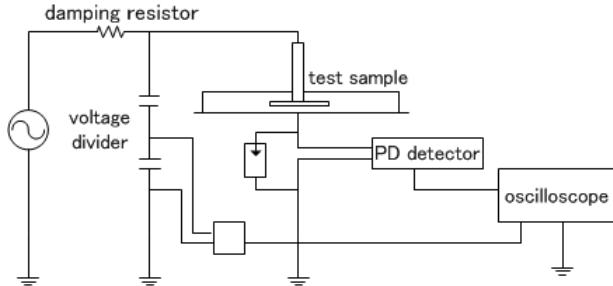 damping resistor
test sample
voltage
divider
PD detector
oscilloscope